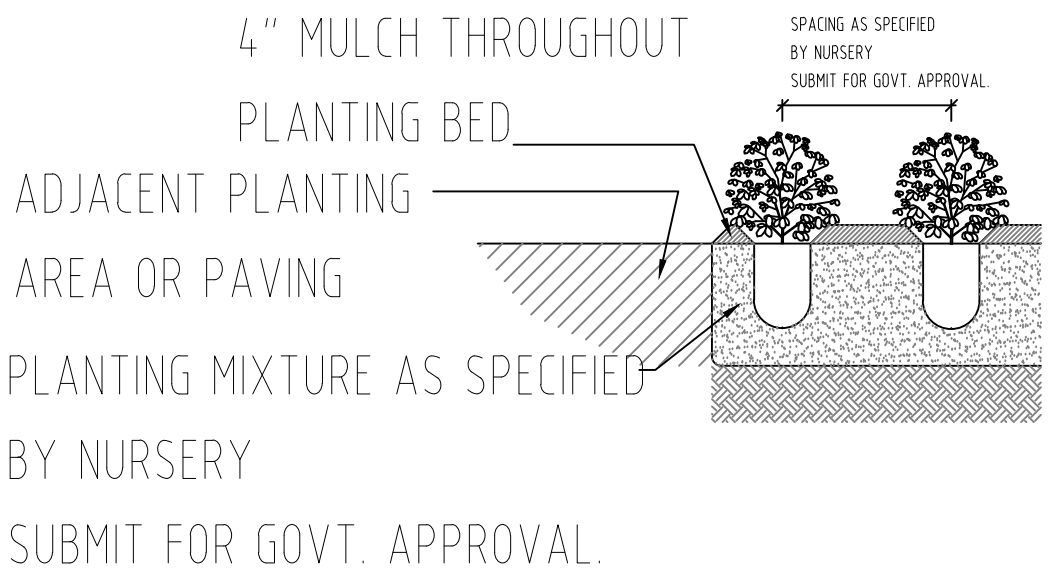 4" MULCH THROUGHOUT
PLANTING BED
SPACING AS SPECIFIED
BY NURSERY
SUBMIT FOR GOVT. APPROVAL.
ADJACENT PLANTING
AREA OR PAVING
PLANTING MIXTURE AS SPECIFIED
BY NURSERY
SUBMIT FOR GOVT. APPROVAL.